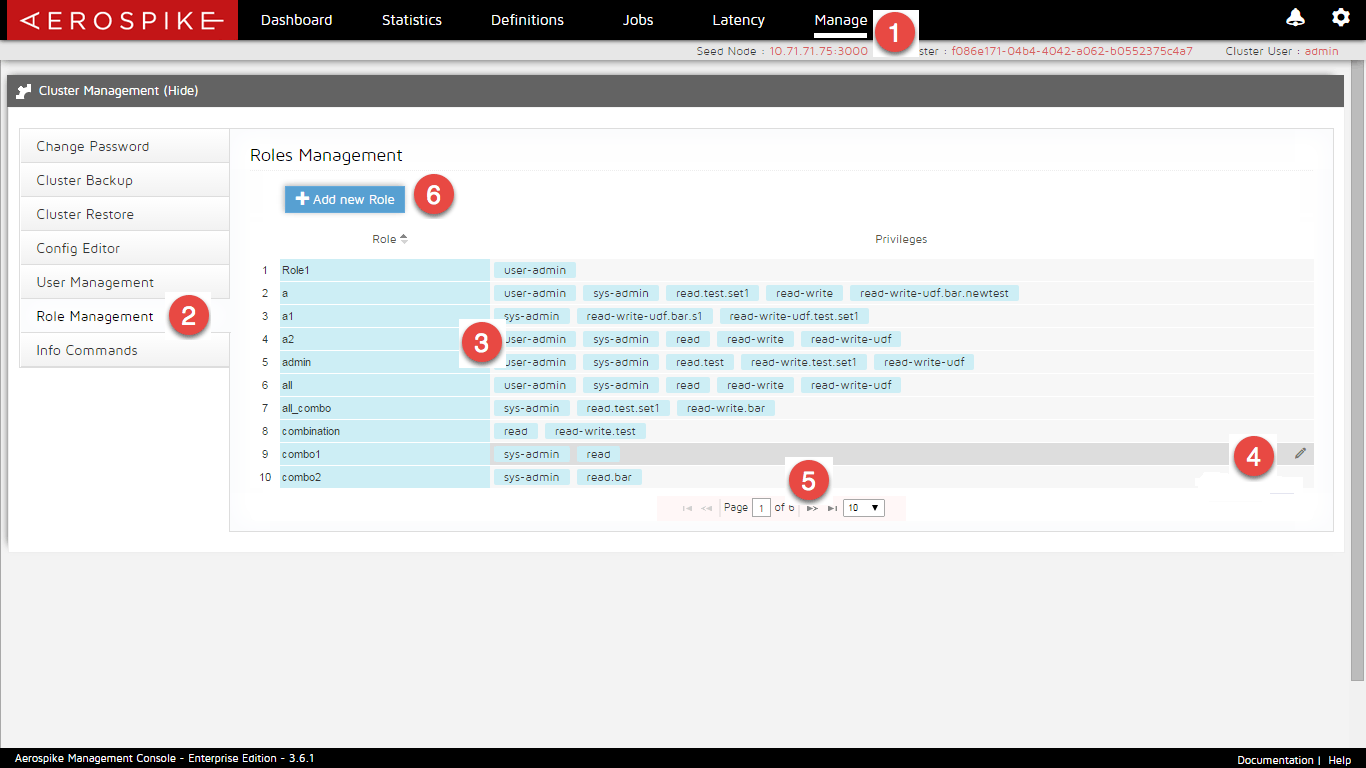 AEROSPIKE Dashboard Statistics Definitions Jobs Latency Manage 1
Seed Node : 10.71.71.75:3000 ster : f086e171-04b4-4042-a062-b0552375c4a7 Cluster User : admin
Cluster Management (Hide)
Change Password
Cluster Backup
Cluster Restore
Config Editor
User Management
Role Management 2
Info Commands
Roles Management
Add new Role 6
Role Privileges
1 Role1 user-admin
2 a user-admin sys-admin read.test.set1 read-write read-write-udf.bar.newtest
3 a1 sys-admin read-write-udf.bar.s1 read-write-udf.test.set1
4 a2 3 user-admin sys-admin read read-write read-write-udf
5 admin user-admin sys-admin read.test read-write.test.set1 read-write-udf
6 all user-admin sys-admin read read-write read-write-udf
7 all_combo sys-admin read.test.set1 read-write.bar
8 combination read read-write.test
9 combo1 sys-admin read 4
10 combo2 sys-admin read.bar 5
Page 1 of 6 10
Aerospike Management Console - Enterprise Edition - 3.6.1 Documentation | Help